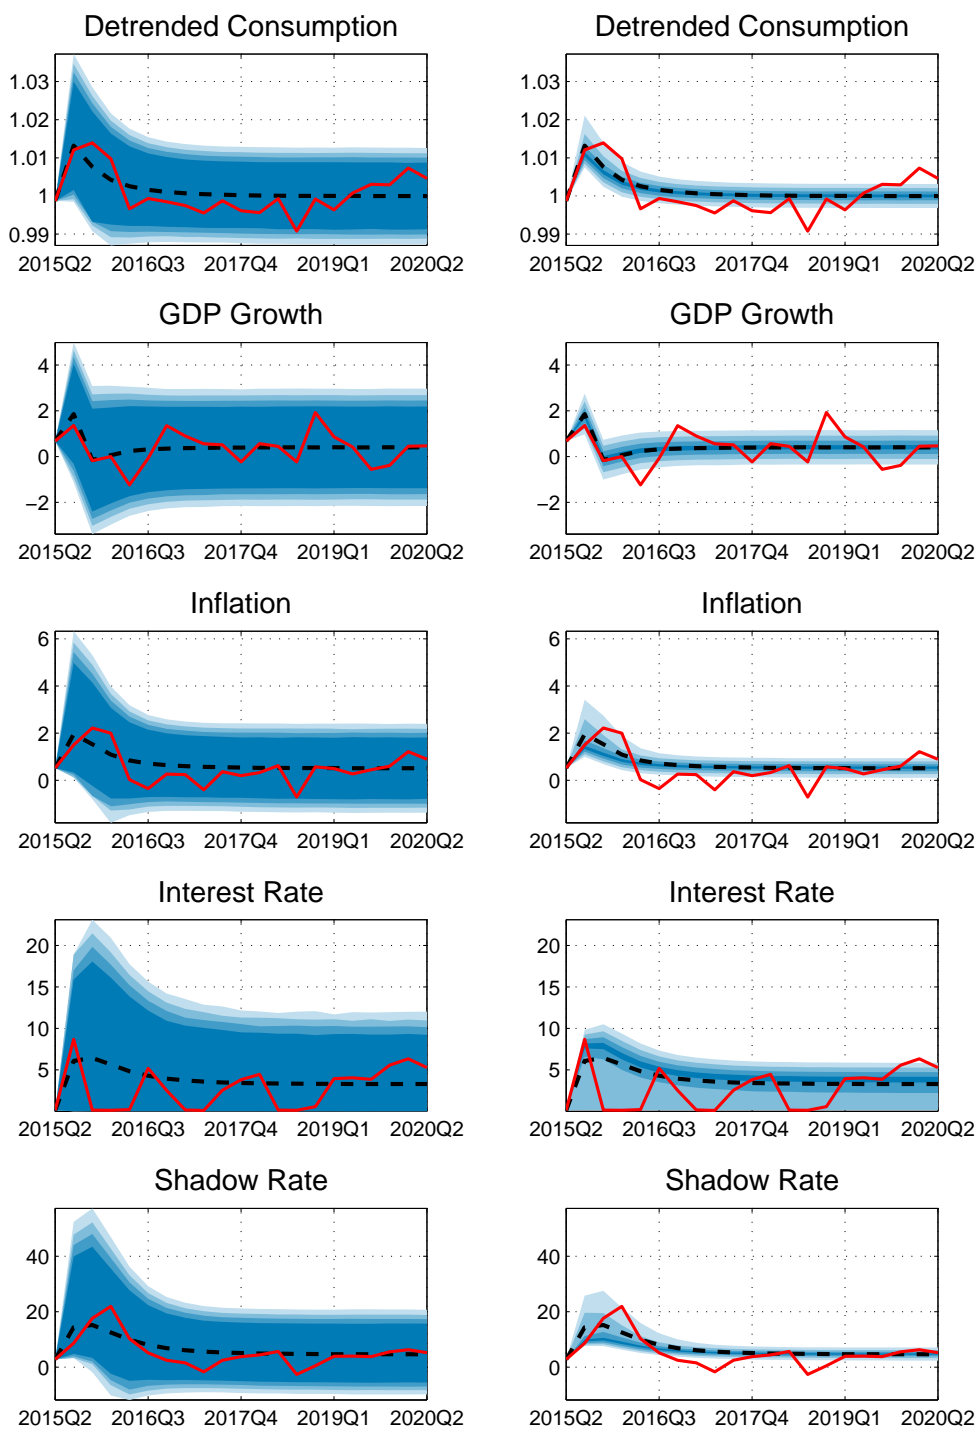 Detrended Consumption Detrended Consumption
1.03 1.03
1.02 1.02
1.01 1.01
1 1
0.99 0.99
2015Q2 2016Q3 2017Q4 2019Q1 2020Q2 2015Q2 2016Q3 2017Q4 2019Q1 2020Q2
GDP Growth GDP Growth
4 4
2 2
0 0
−2 −2
2015Q2 2016Q3 2017Q4 2019Q1 2020Q2 2015Q2 2016Q3 2017Q4 2019Q1 2020Q2
Inflation Inflation
6 6
4 4
2 2
0 0
2015Q2 2016Q3 2017Q4 2019Q1 2020Q2 2015Q2 2016Q3 2017Q4 2019Q1 2020Q2
Interest Rate Interest Rate
20 20
15 15
10 10
5 5
2015Q2 2016Q3 2017Q4 2019Q1 2020Q2 2015Q2 2016Q3 2017Q4 2019Q1 2020Q2
Shadow Rate Shadow Rate
40 40
20 20
0 0
2015Q2 2016Q3 2017Q4 2019Q1 2020Q2 2015Q2 2016Q3 2017Q4 2019Q1 2020Q2